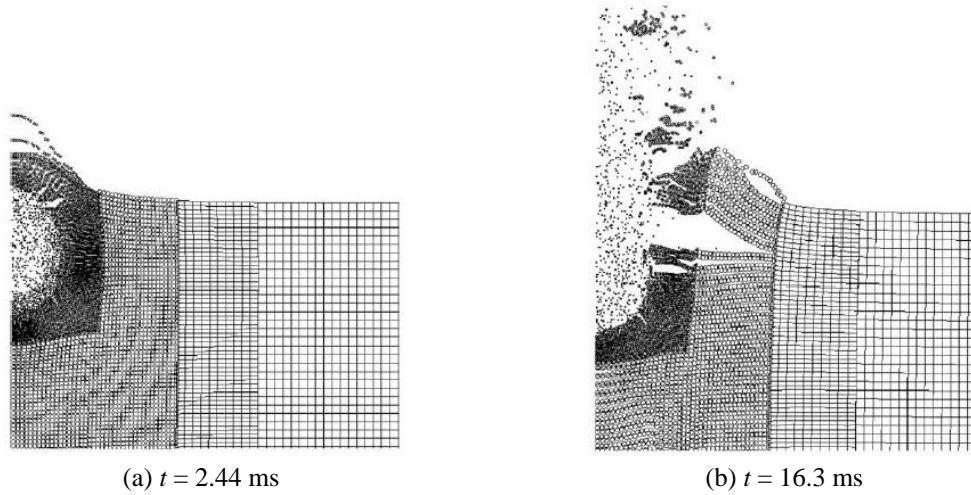 (a) t = 2.44 ms
(b) t = 16.3 ms